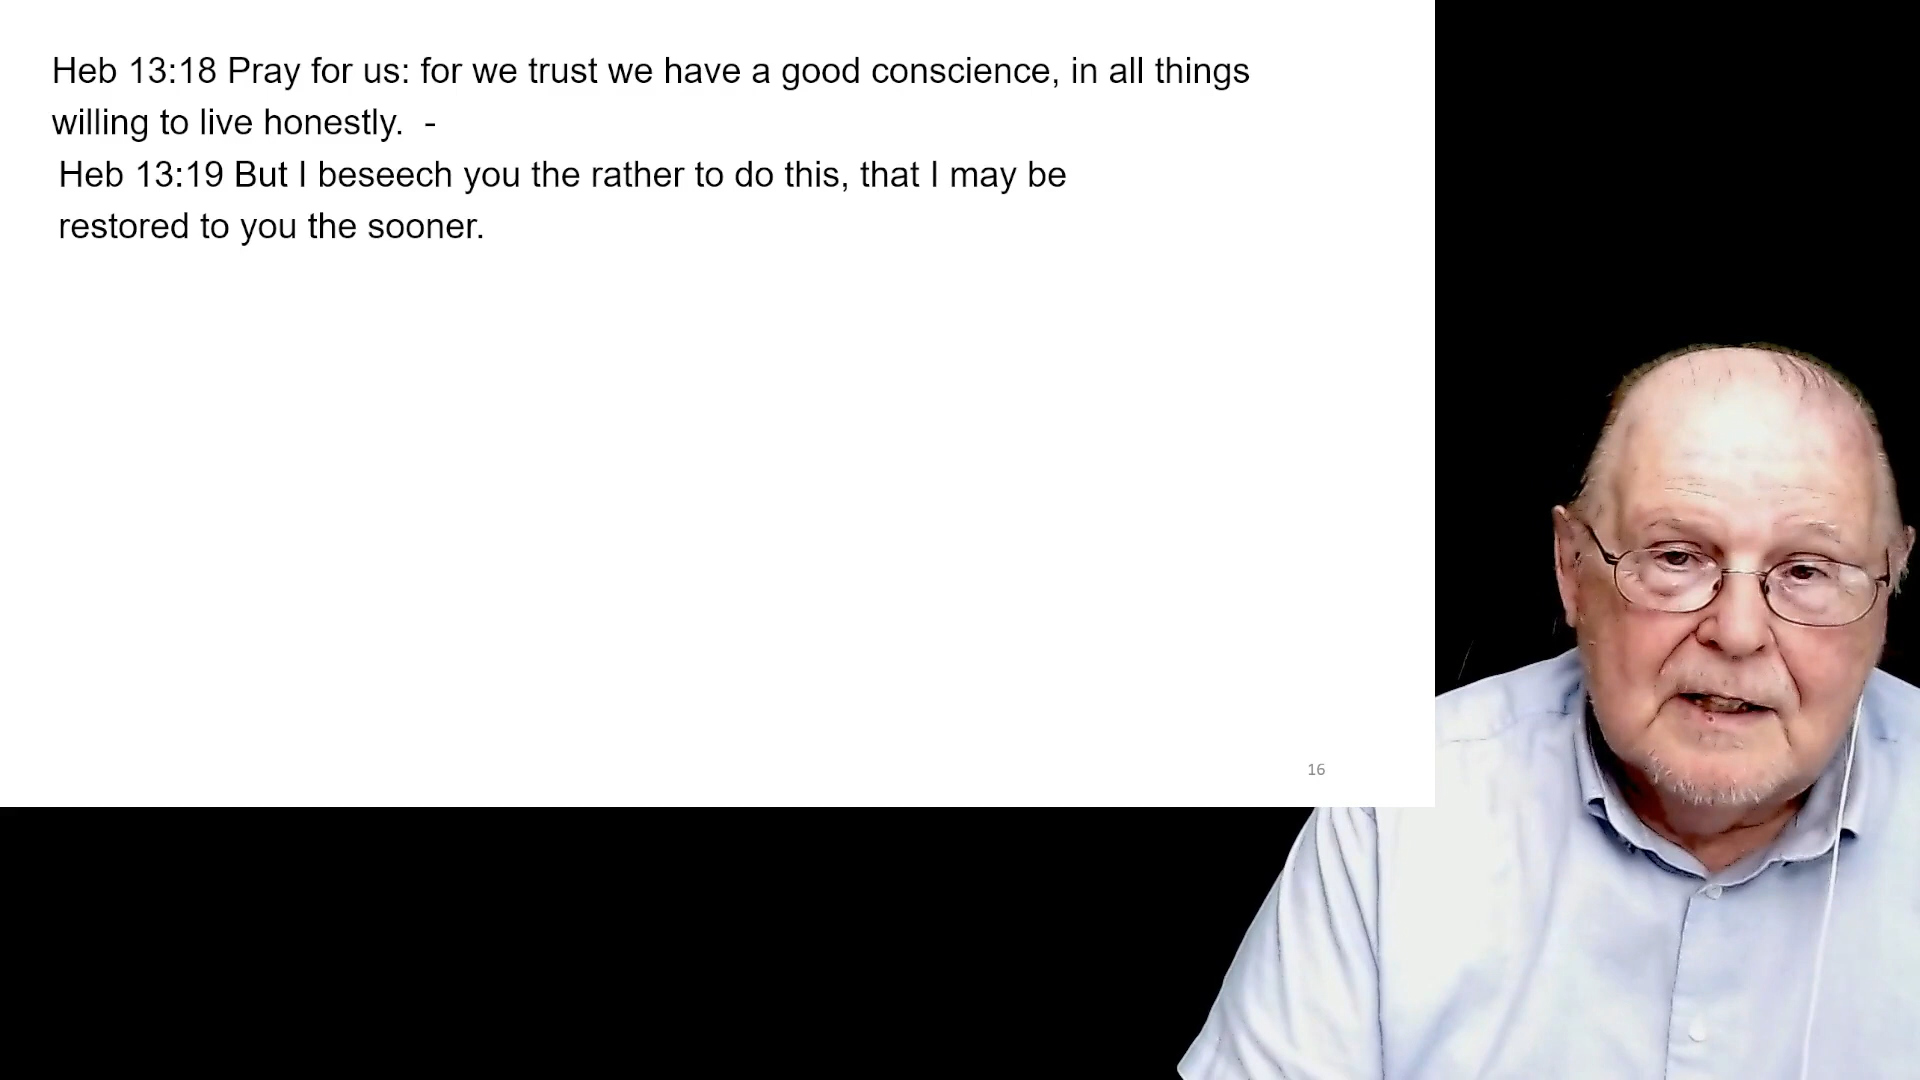 Heb 13:18 Pray for us: for we trust we have a good conscience, in all things
willing to live honestly.  -
Heb 13:19 But I beseech you the rather to do this, that I may be
restored to you the sooner.
16